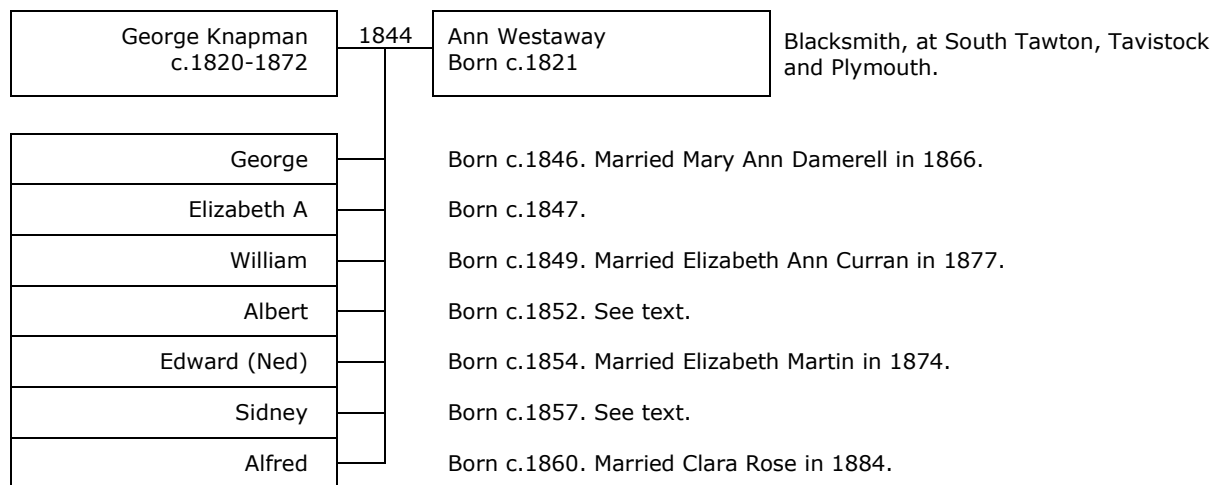 George Knapman
c.1820-1872
1844
Ann Westaway
Born c.1821
Blacksmith, at South Tawton, Tavistock
and Plymouth.
George
Born c.1846. Married Mary Ann Damerell in 1866.
Elizabeth A
Born c.1847.
William
Born c.1849. Married Elizabeth Ann Curran in 1877.
Albert
Born c.1852. See text.
Edward (Ned)
Born c.1854. Married Elizabeth Martin in 1874.
Sidney
Born c.1857. See text.
Alfred
Born c.1860. Married Clara Rose in 1884.